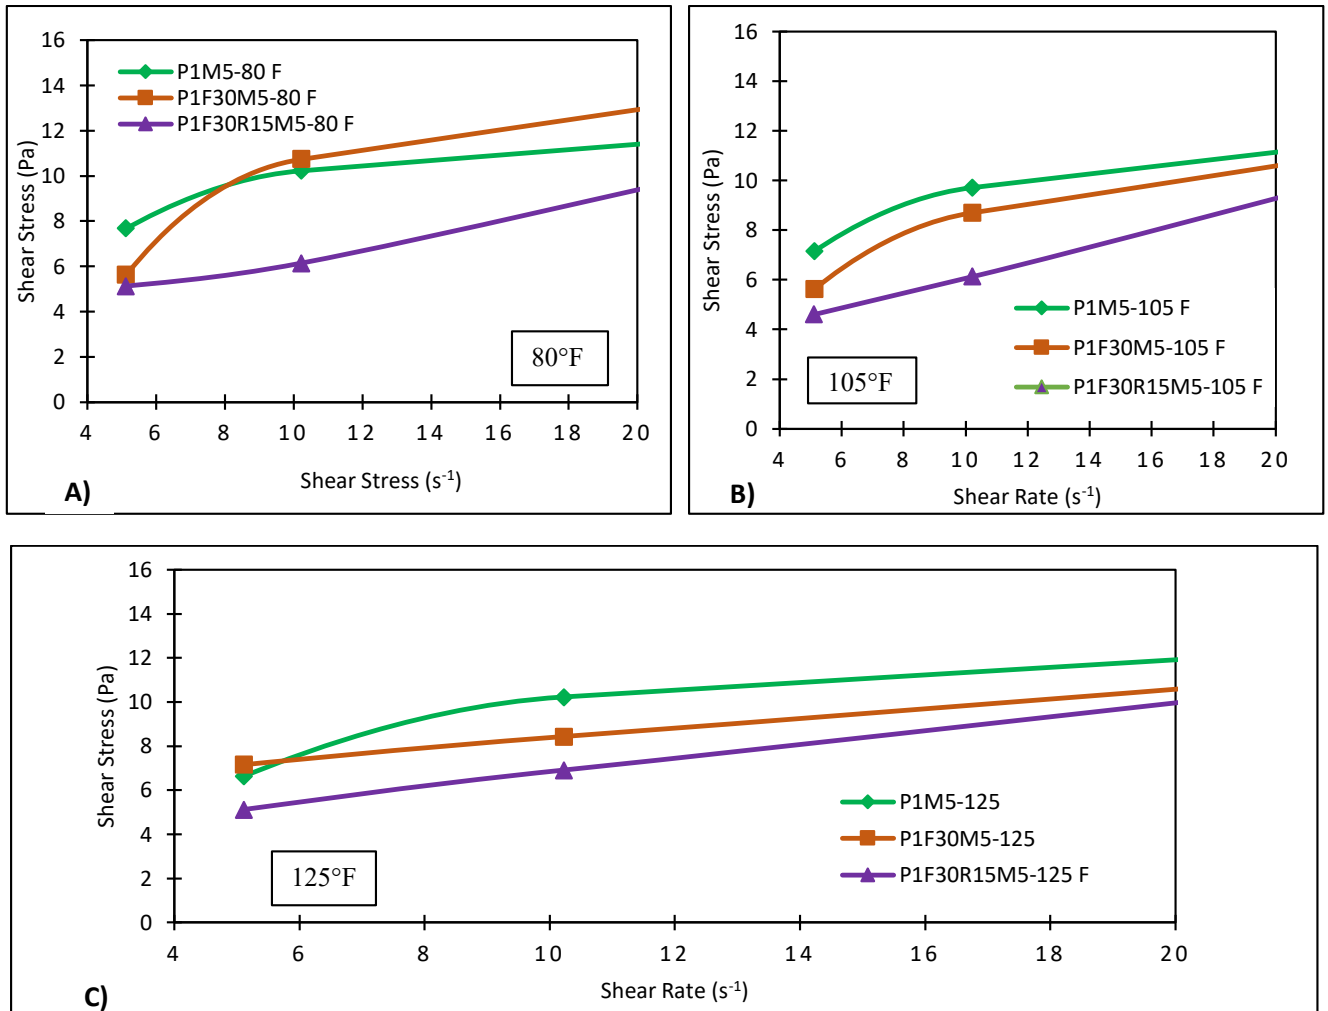 16
14
12
10
8
6
4
2
0
Shear Stress (Pa)
P1M5-80 F
P1F30M5-80 F
P1F30R15M5-80 F
80°F
4 6 8 10 12 14 16 18 20
Shear Stress (s-1)
A)
16
14
12
10
8
6
4
2
0
Shear Stress (Pa)
P1M5-105 F
P1F30M5-105 F
P1F30R15M5-105 F
105°F
4 6 8 10 12 14 16 18 20
Shear Rate (s-1)
B)
16
14
12
10
8
6
4
2
0
Shear Stress (Pa)
P1M5-125
P1F30M5-125
P1F30R15M5-125 F
125°F
4 6 8 10 12 14 16 18 20
Shear Rate (s-1)
C)